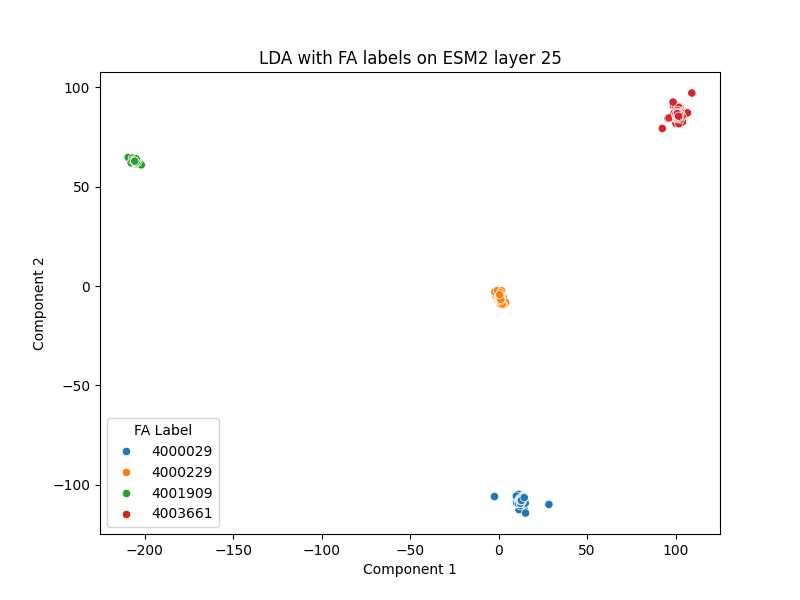 LDA with FA labels on ESM2 layer 25
100
50
0
−50
−100
Component 2
FA Label
4000029
4000229
4001909
4003661
−200 −150 −100 −50 0 50 100
Component 1